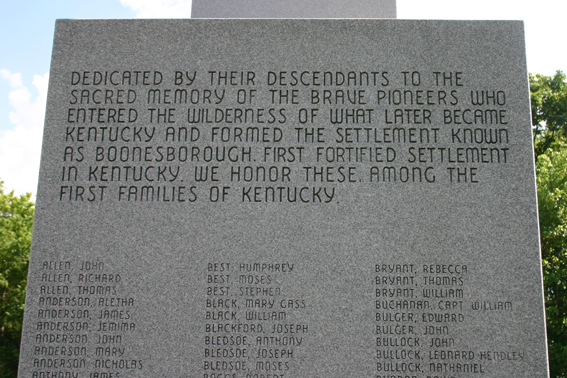 DEDICATED BY THEIR DESCENDANTS TO THE
SACRED MEMORY OF THE BRAVE PIONEERS WHO
ENTERED THE WILDERNESS OF WHAT LATER BECAME
KENTUCKY AND FORMED THE SETTLEMENT KNOWN
AS BOONESBOROUGH. FIRST FORTIFIED SETTLEMENT
IN KENTUCKY. WE HONOR THESE. AMONG THE
FIRST FAMILIES OF KENTUCKY.
ALLEN, JOHN
ALLEN, RICHARD
ALLEN, THOMAS
ANDERSON, ALETHA
ANDERSON, JAMES
ANDERSON, JEMIMA
ANDERSON, JOHN
ANDERSON, MARY
ANDERSON, NICHOLAS
ANTHONY, JAMES
BEST, HUMPHREY
BEST, MOSES
BEST, STEPHEN
BLACK, MARY GASS
BLACK, WILLIAM
BLACKFORD, JOSEPH
BLEDSOE, ANTHONY
BLEDSOE, JOSEPH
BLEDSOE, MOSES
BRYANT, REBECCA
BRYANT, THOMAS
BRYANT, WILLIAM
BUCHANAN, CAPT WILLIAM
BULGER, EDWARD
BULGER, JOHN
BULLOCK, JOHN
BULLOCK, LEONARD HENDLEY
BULLOCK, NATHANIEL